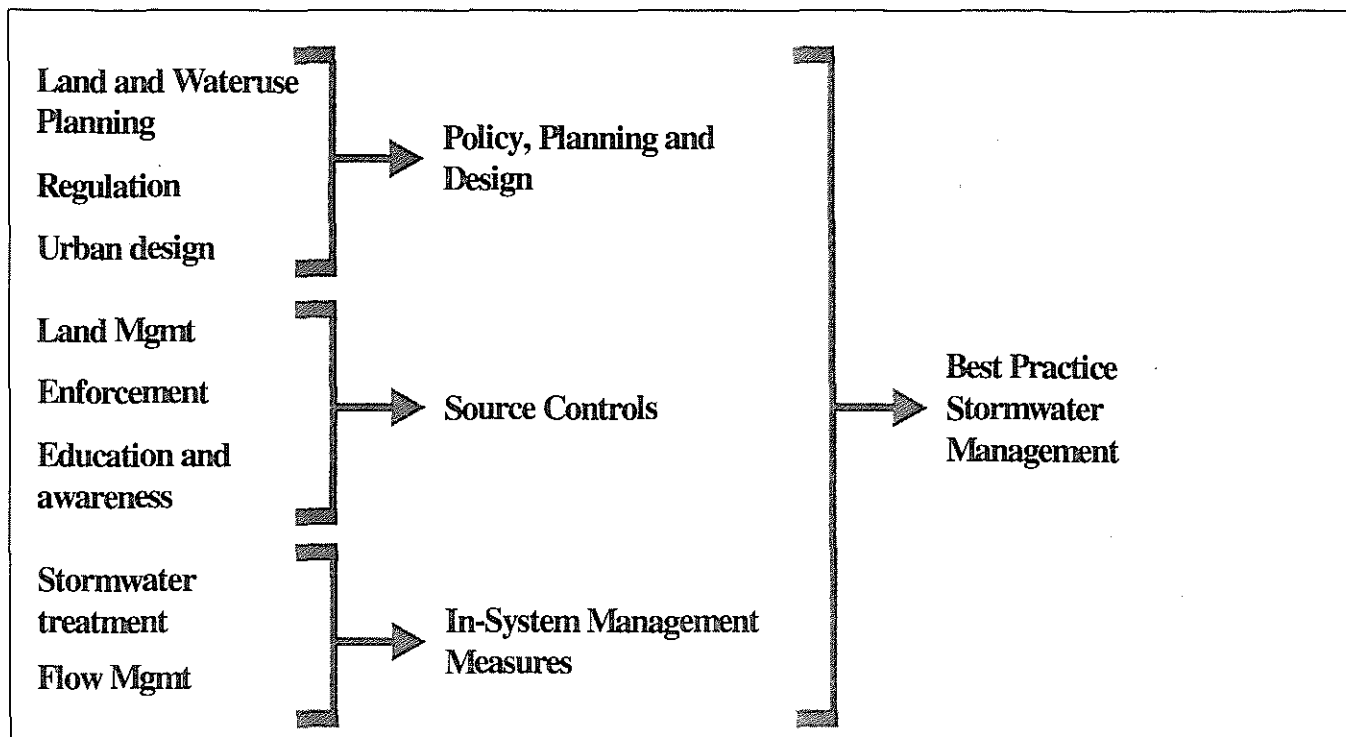 Land and Wateruse
Planning
Regulation
Urban design
Policy, Planning and
Design
Land Mgmt
Enforcement
Education and
awareness
Source Controls
Stormwater
treatment
Flow Mgmt
In-System Management
Measures
Best Practice
Stormwater
Management